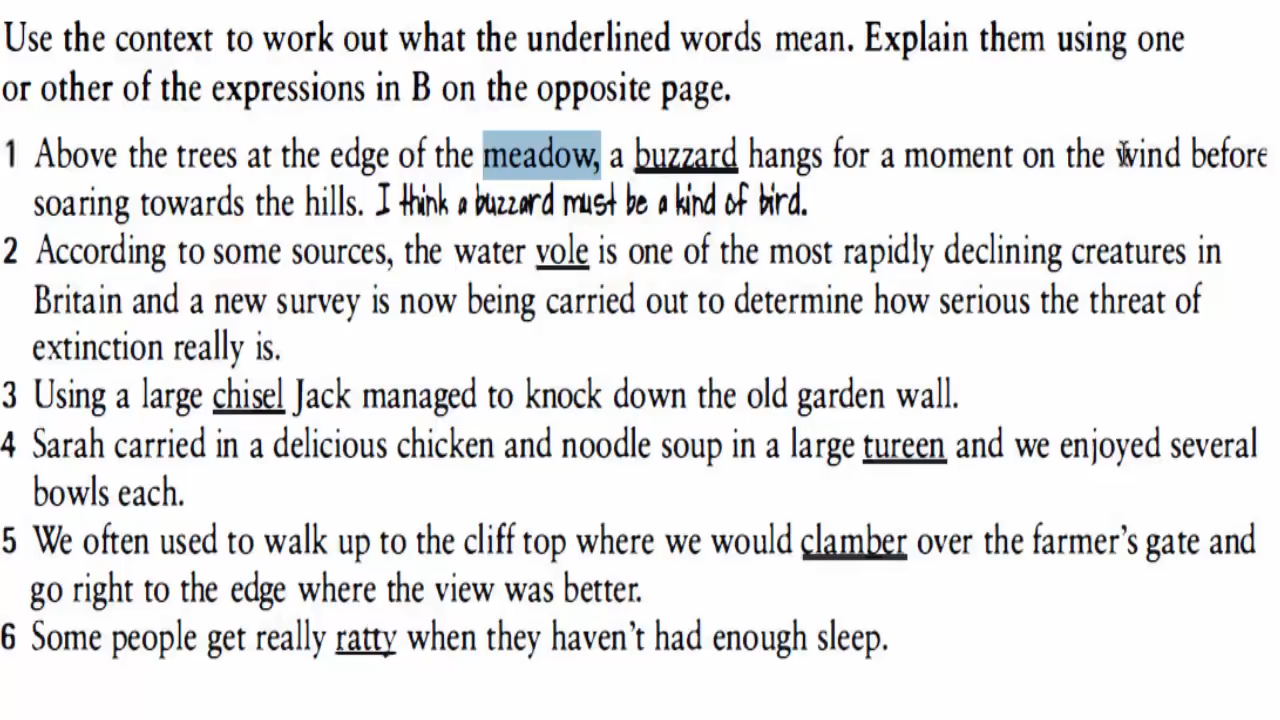 Use the context to work out what the underlined words mean. Explain them using one
or other of the expressions in B on the opposite page.
1 Above the trees at the edge of the meadow, a buzzard hangs for a moment on the wind before
soaring towards the hills. I think a buzzard must be a kind of bird.
2 According to some sources, the water vole is one of the most rapidly declining creatures in
Britain and a new survey is now being carried out to determine how serious the threat of
extinction really is.
3 Using a large chisel Jack managed to knock down the old garden wall.
4 Sarah carried in a delicious chicken and noodle soup in a large tureen and we enjoyed several
bowls each.
5 We often used to walk up to the cliff top where we would clamber over the farmer's gate and
go right to the edge where the view was better.
6 Some people get really ratty when they haven't had enough sleep.